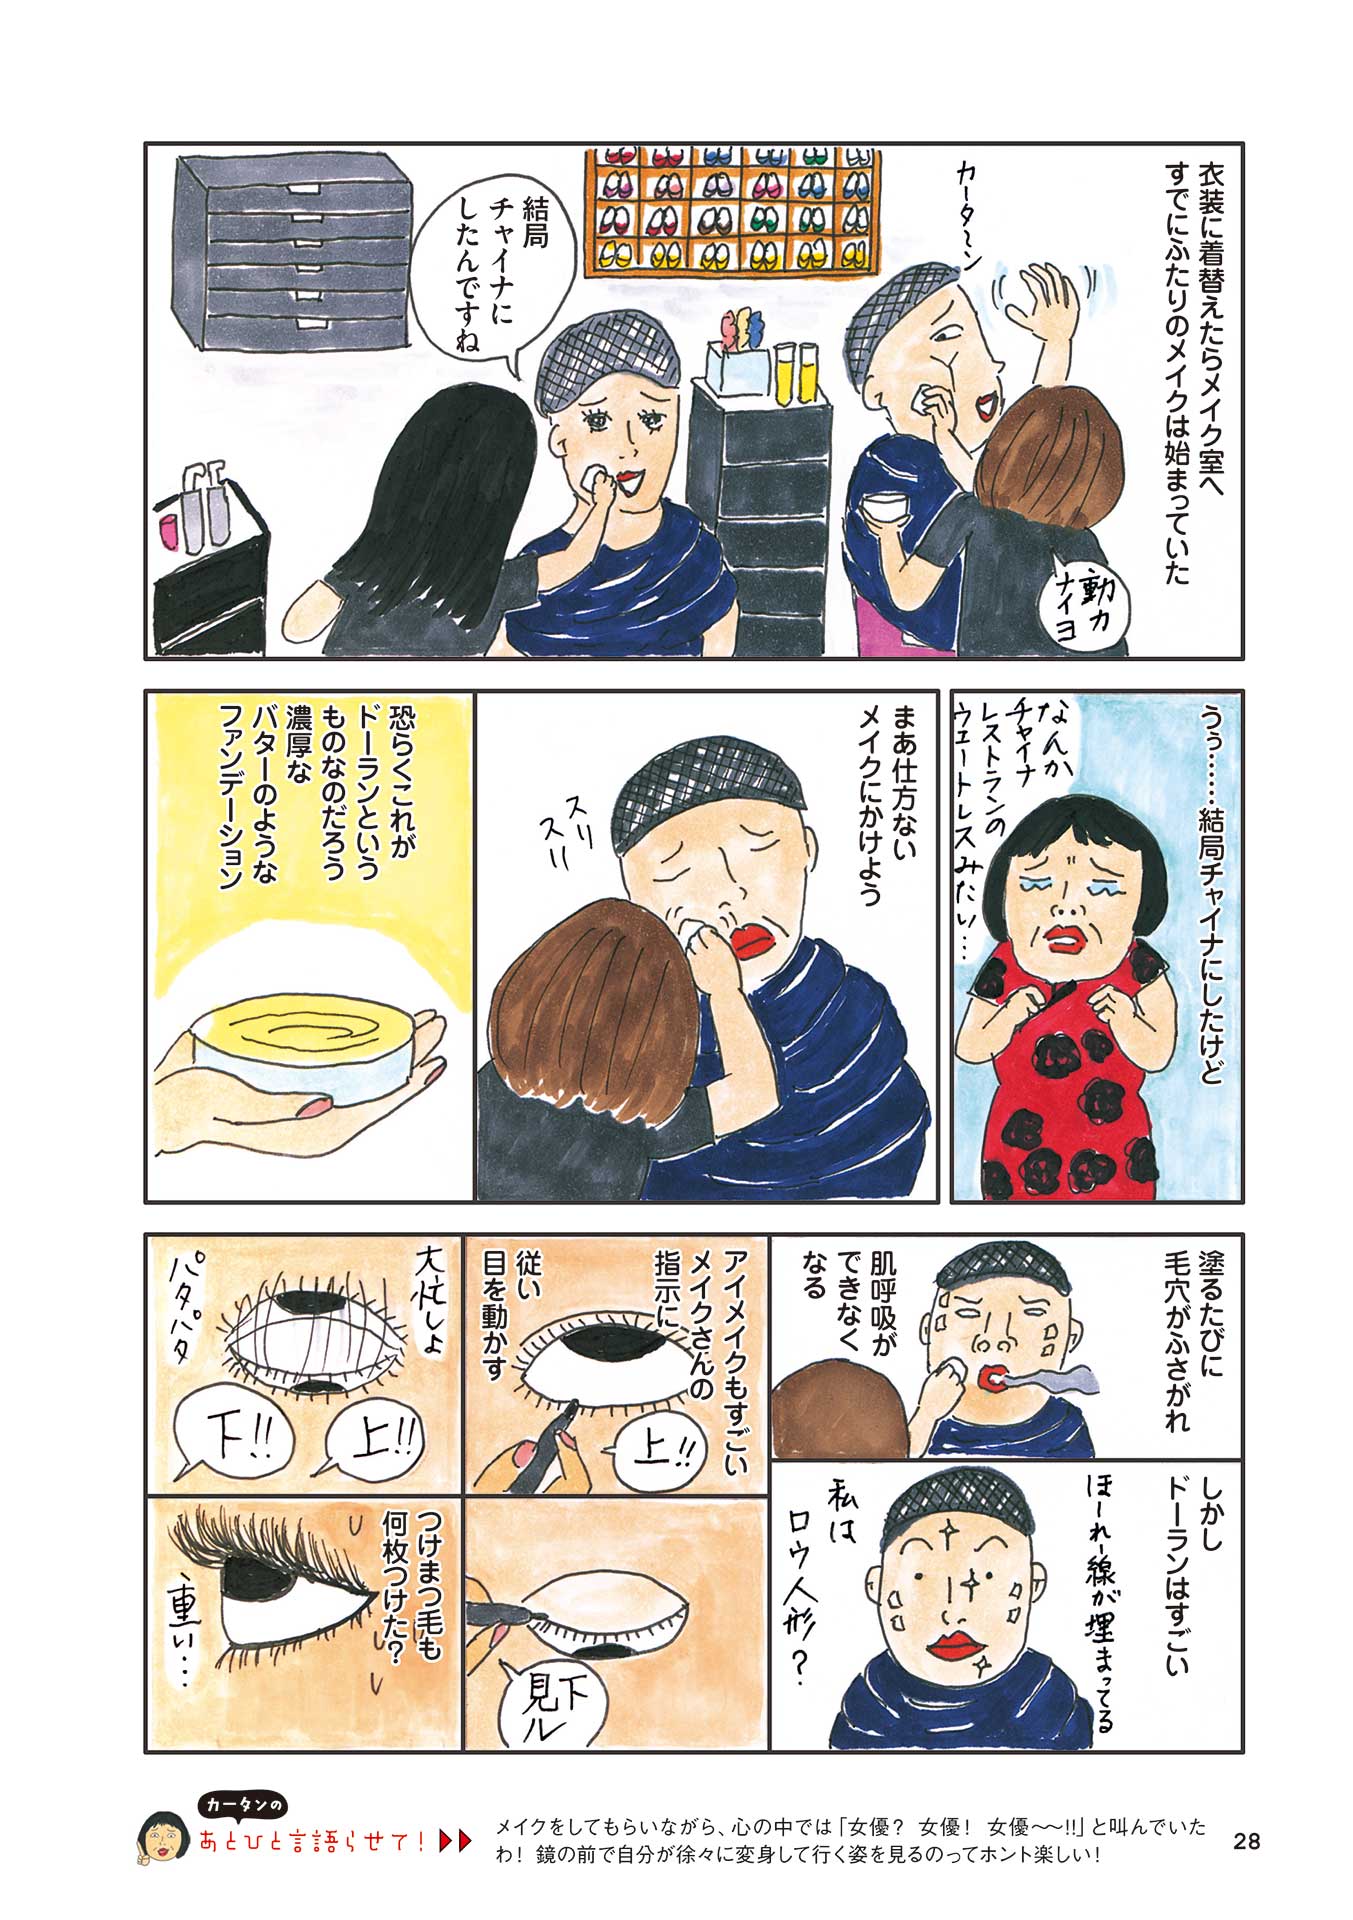 衣装に着替えたらメイク室へ
すでにふたりのメイクは始まっていた
カータ〜ン
動カ
ナイヨ
結局
チャイナに
したんですね
うぅ……結局チャイナにしたけど
なんか
チャイナ
レストランの
ウエートレスみたい…
まあ仕方ない
メイクにかけよう
スリ
スリ
恐らくこれが
ドーランという
ものなのだろう
濃厚な
バターのような
ファンデーション
塗るたびに
毛穴がふさがれ
肌呼吸が
できなく
なる
しかし
ドーランはすごい
ほーれー線が埋まってる
私は
ロウ人形?
アイメイクもすごい
メイクさんの
指示に
従い
目を動かす
上!!
下
見ル
大忙しよ
パタパタ
上!!
下!!
つけまつ毛も
何枚つけた?
重い…
カータンの
あとひと言語らせて!
メイクをしてもらいながら、心の中では「女優? 女優! 女優〜〜!!」と叫んでいた
わ! 鏡の前で自分が徐々に変身して行く姿を見るのってホント楽しい!
28